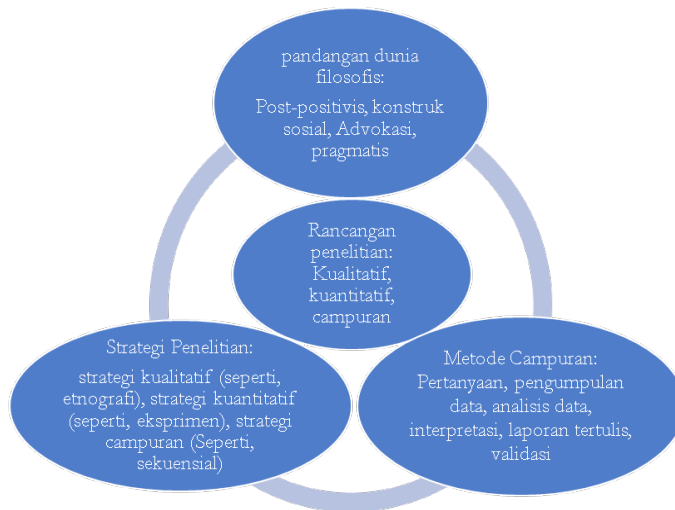 pandangan dunia
filosofis:
Post-positivis, konstruk
sosial, Advokasi,
pragmatis
Rancangan
penelitian:
Kualitatif,
kuantitatif,
campuran
Strategi Penelitian:
strategi kualitatif (seperti,
etnografi), strategi kuantitatif
(seperti, eksprimen), strategi
campuran (Seperti,
sekuensial)
Metode Campuran:
Pertanyaan, pengumpulan
data, analisis data,
interpretasi, laporan tertulis,
validasi